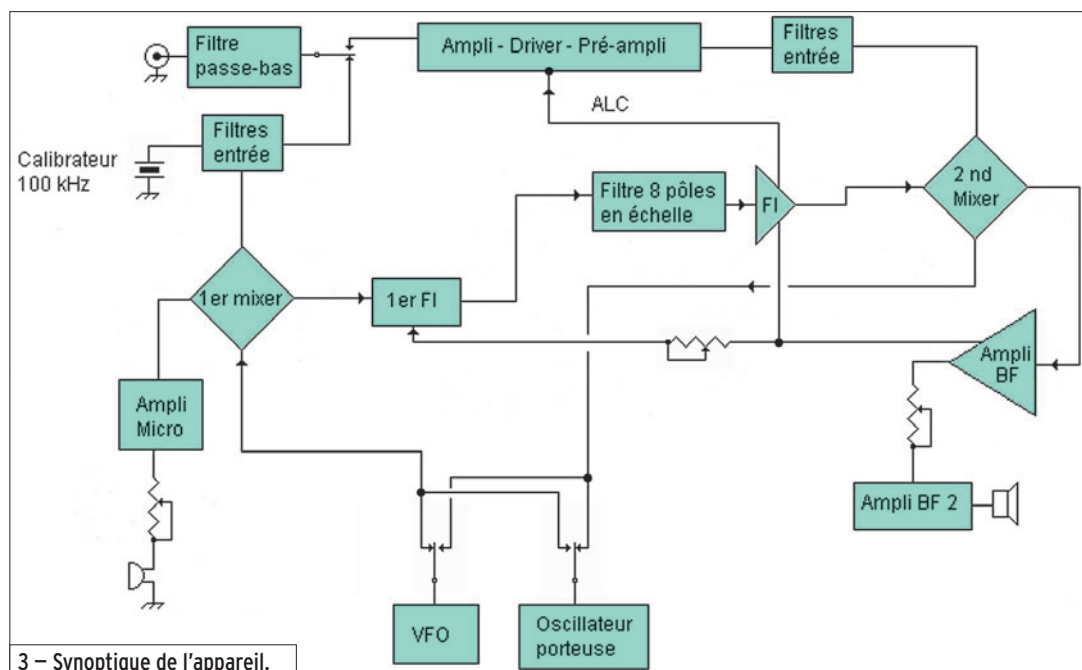 Filtre
passe-bas
Ampli - Driver - Pré-ampli
Filtres
entrée
ALC
Filtres
entrée
Calibrateur
100 kHz
Filtre 8 pôles
en échelle
FI
2 nd
Mixer
1er mixer
1er FI
Ampli
BF
Ampli
Micro
Ampli BF 2
VFO
Oscillateur
porteuse
3 – Synoptique de l'appareil.